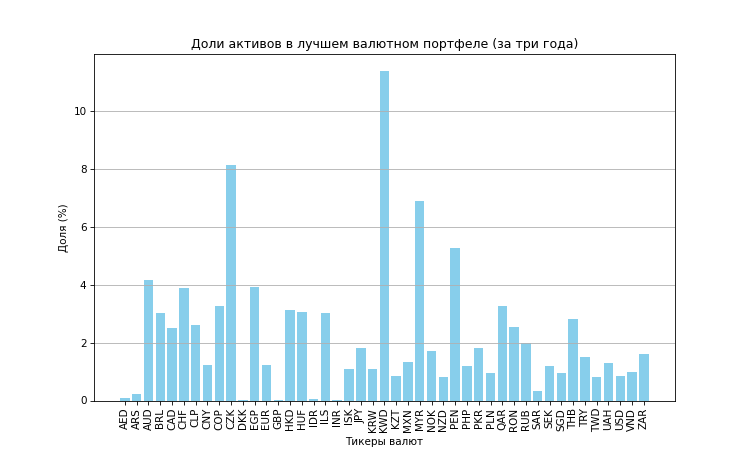 Доли активов в лучшем валютном портфеле (за три года)
Доля (%)
10
8
6
4
2
0
AED ARS AUD BRL CAD CHF CLP CNY COP CZK DKK EGP EUR GBP HKD HUF IDR ILS INR ISK JPY KRW KWD KZT MXN MYR NOK NZD PEN PHP PKR PLN QAR RON RUB SAR SEK SGD THB TRY TWD UAH USD VND ZAR
Тикеры валют